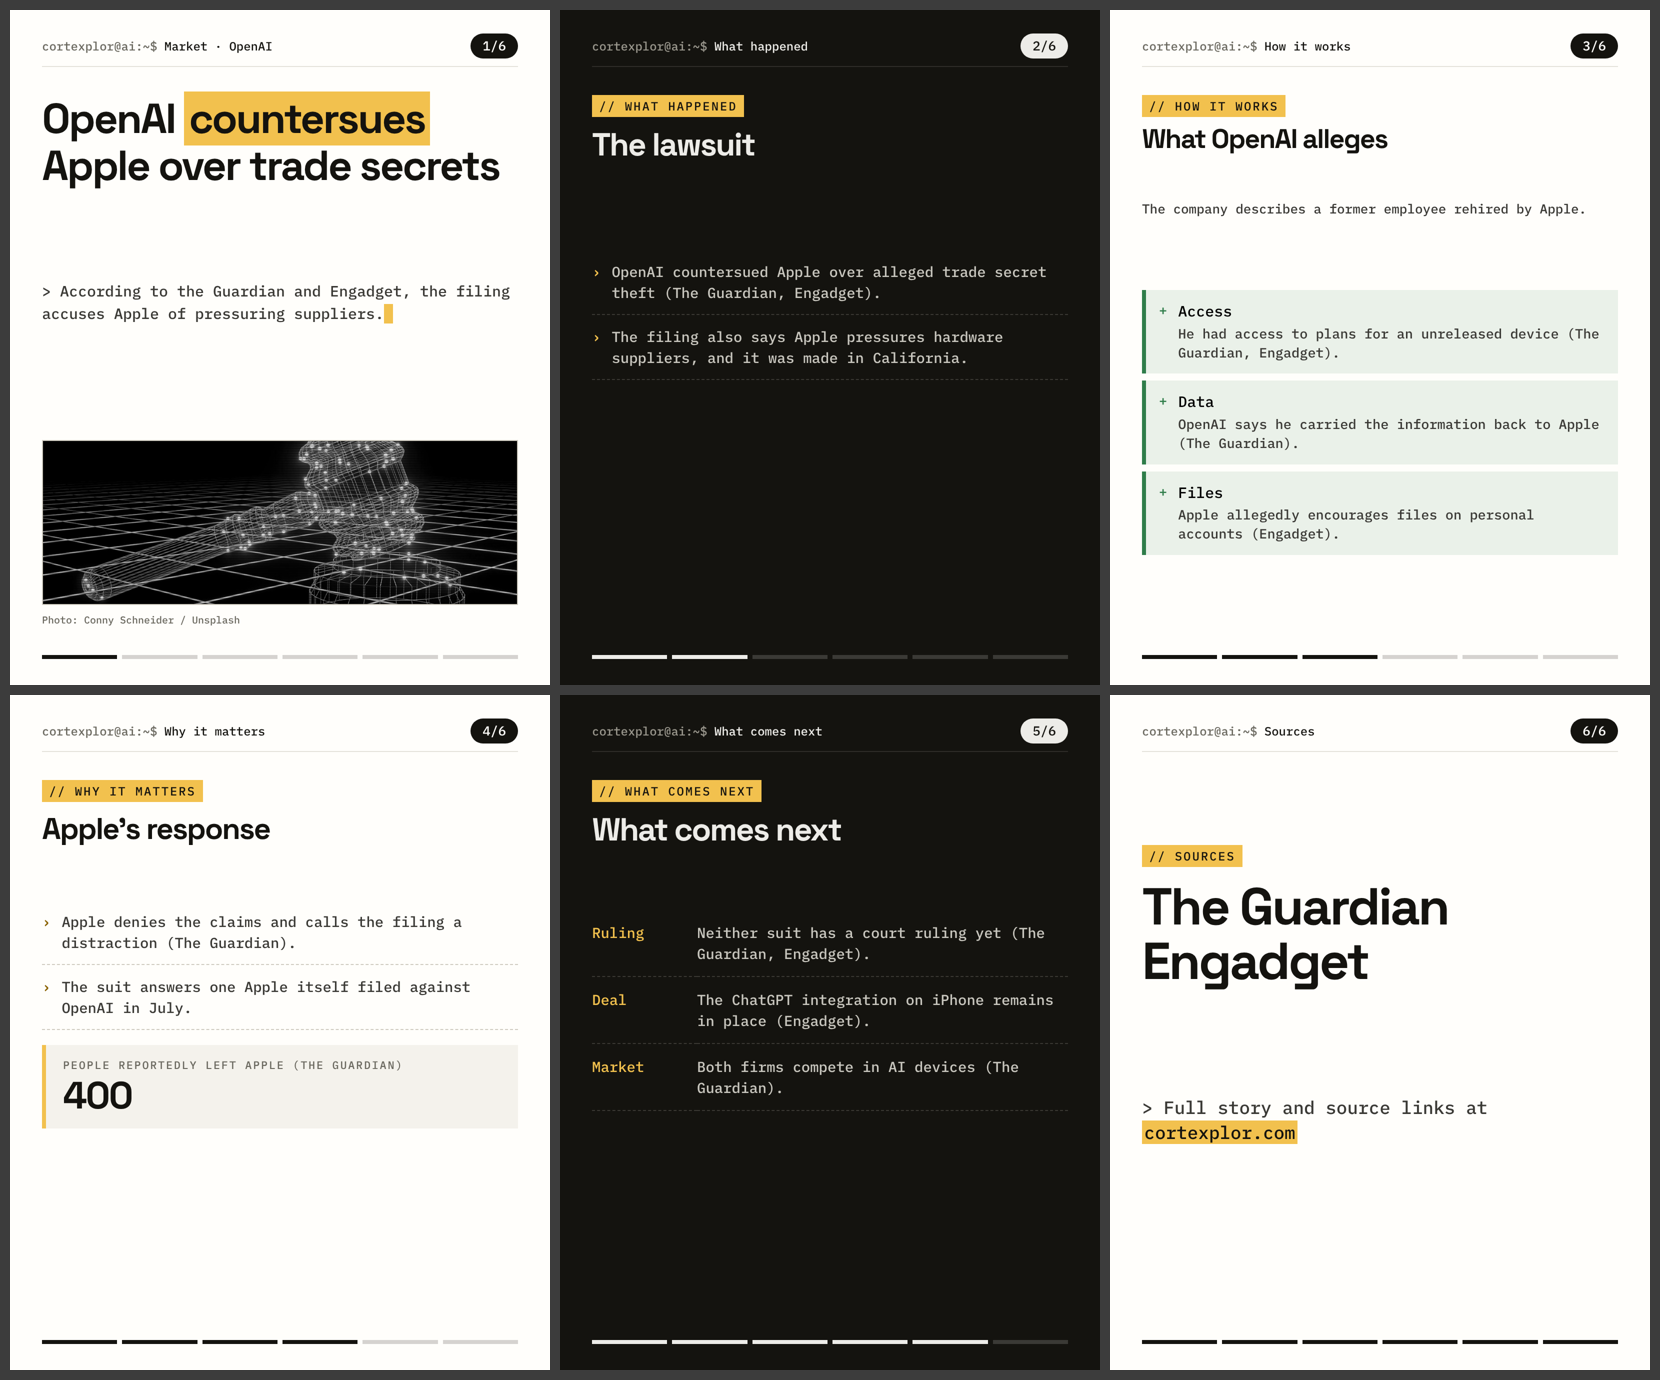 cortexplor@ai:~$ Market · OpenAI
1/6
OpenAI countersues
Apple over trade secrets
> According to the Guardian and Engadget, the filing
accuses Apple of pressuring suppliers.
Photo: Conny Schneider / Unsplash
cortexplor@ai:~$ What happened
2/6
// WHAT HAPPENED
The lawsuit
› OpenAI countersued Apple over alleged trade secret
theft (The Guardian, Engadget).
› The filing also says Apple pressures hardware
suppliers, and it was made in California.
cortexplor@ai:~$ How it works
3/6
// HOW IT WORKS
What OpenAI alleges
The company describes a former employee rehired by Apple.
+ Access
He had access to plans for an unreleased device (The
Guardian, Engadget).
+ Data
OpenAI says he carried the information back to Apple
(The Guardian).
+ Files
Apple allegedly encourages files on personal
accounts (Engadget).
cortexplor@ai:~$ Why it matters
4/6
// WHY IT MATTERS
Apple's response
› Apple denies the claims and calls the filing a
distraction (The Guardian).
› The suit answers one Apple itself filed against
OpenAI in July.
PEOPLE REPORTEDLY LEFT APPLE (THE GUARDIAN)
400
cortexplor@ai:~$ What comes next
5/6
// WHAT COMES NEXT
What comes next
Ruling Neither suit has a court ruling yet (The
Guardian, Engadget).
Deal The ChatGPT integration on iPhone remains
in place (Engadget).
Market Both firms compete in AI devices (The
Guardian).
cortexplor@ai:~$ Sources
6/6
// SOURCES
The Guardian
Engadget
> Full story and source links at
cortexplor.com